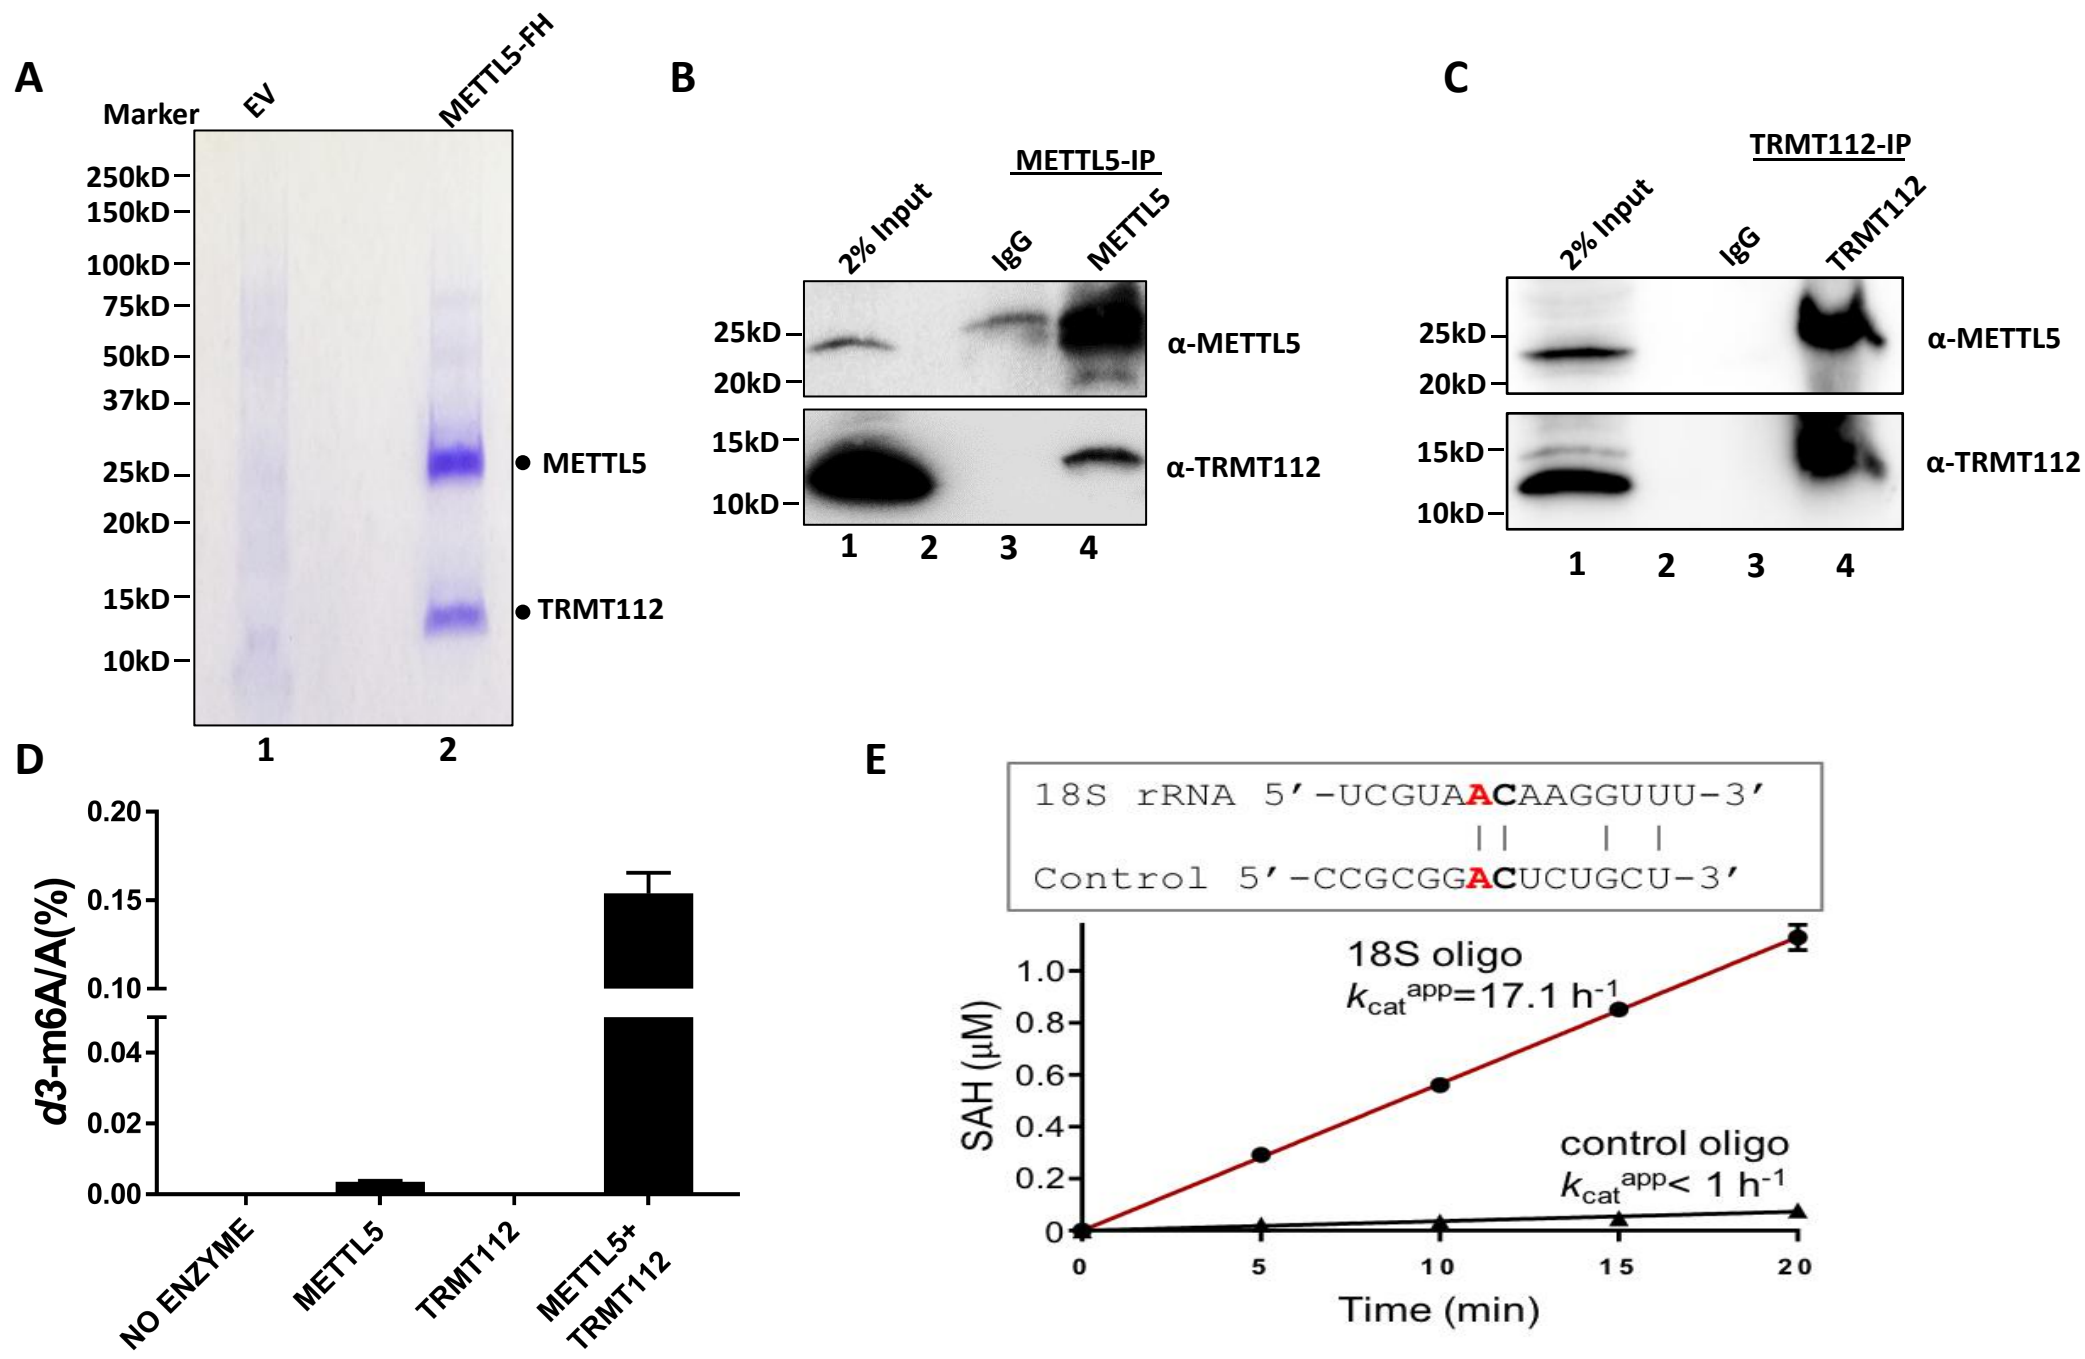 A
Marker
EV
METTL5-FH
250kD
150kD
100kD
75kD
50kD
37kD
25kD
20kD
15kD
10kD
METTL5
TRMT112
1
2
B
METTL5-IP
2% Input
IgG
METTL5
25kD
20kD
α-METTL5
15kD
10kD
α-TRMT112
1
2
3
4
C
TRMT112-IP
2% Input
IgG
TRMT112
25kD
20kD
α-METTL5
15kD
10kD
α-TRMT112
1
2
3
4
D
d3-m6A/A(%)
0.20
0.15
0.10
0.04
0.02
0.00
NO ENZYME
METTL5
TRMT112
METTL5+
TRMT112
E
18S rRNA 5’-UCGUAACAAGGUUU-3’
Control 5’-CCGCGGACUCUGCU-3’
SAH (μM)
1.0
0.8
0.6
0.4
0.2
0
18S oligo
kcatapp=17.1 h-1
control oligo
kcatapp< 1 h-1
0
5
10
15
20
Time (min)